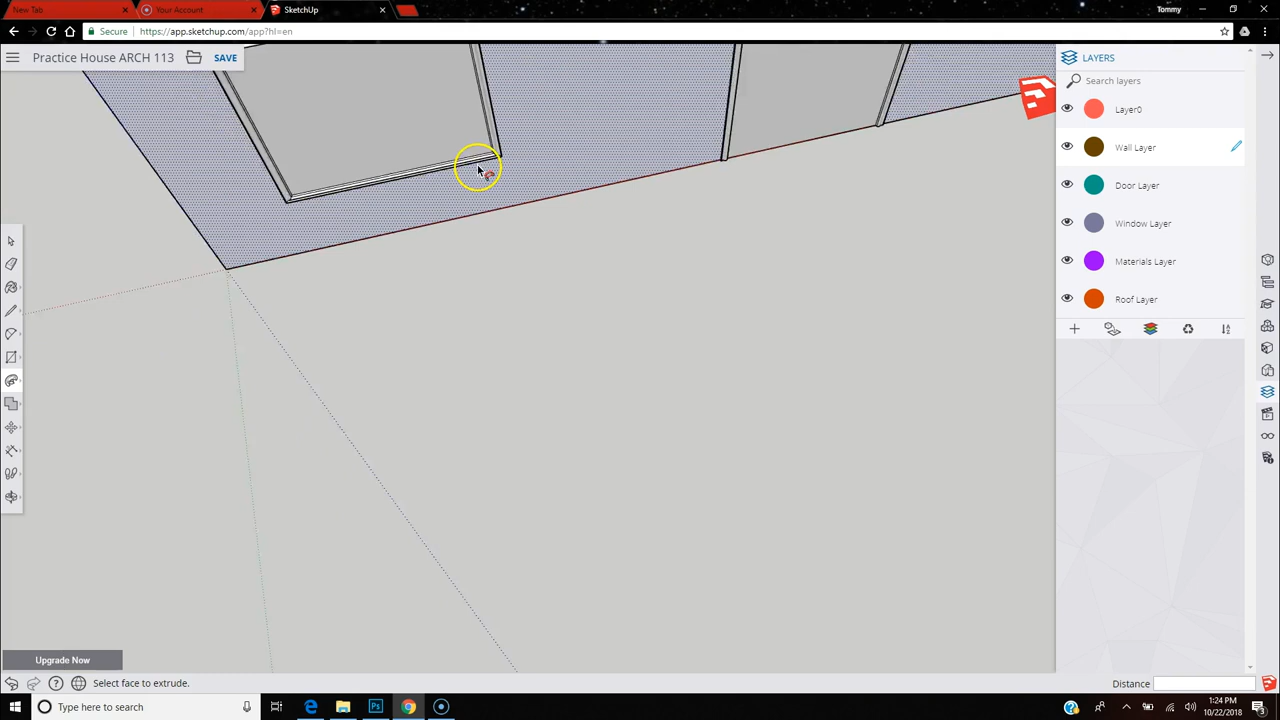 New Tab
Your Account
SketchUp
Tommy
Secure
https://app.sketchup.com/app?hl=en
Practice House ARCH 113
SAVE
LAYERS
Search layers
Layer0
Wall Layer
Door Layer
Window Layer
Materials Layer
Roof Layer
Upgrade Now
Select face to extrude.
Distance
Type here to search
Ps
1:24 PM
10/22/2018